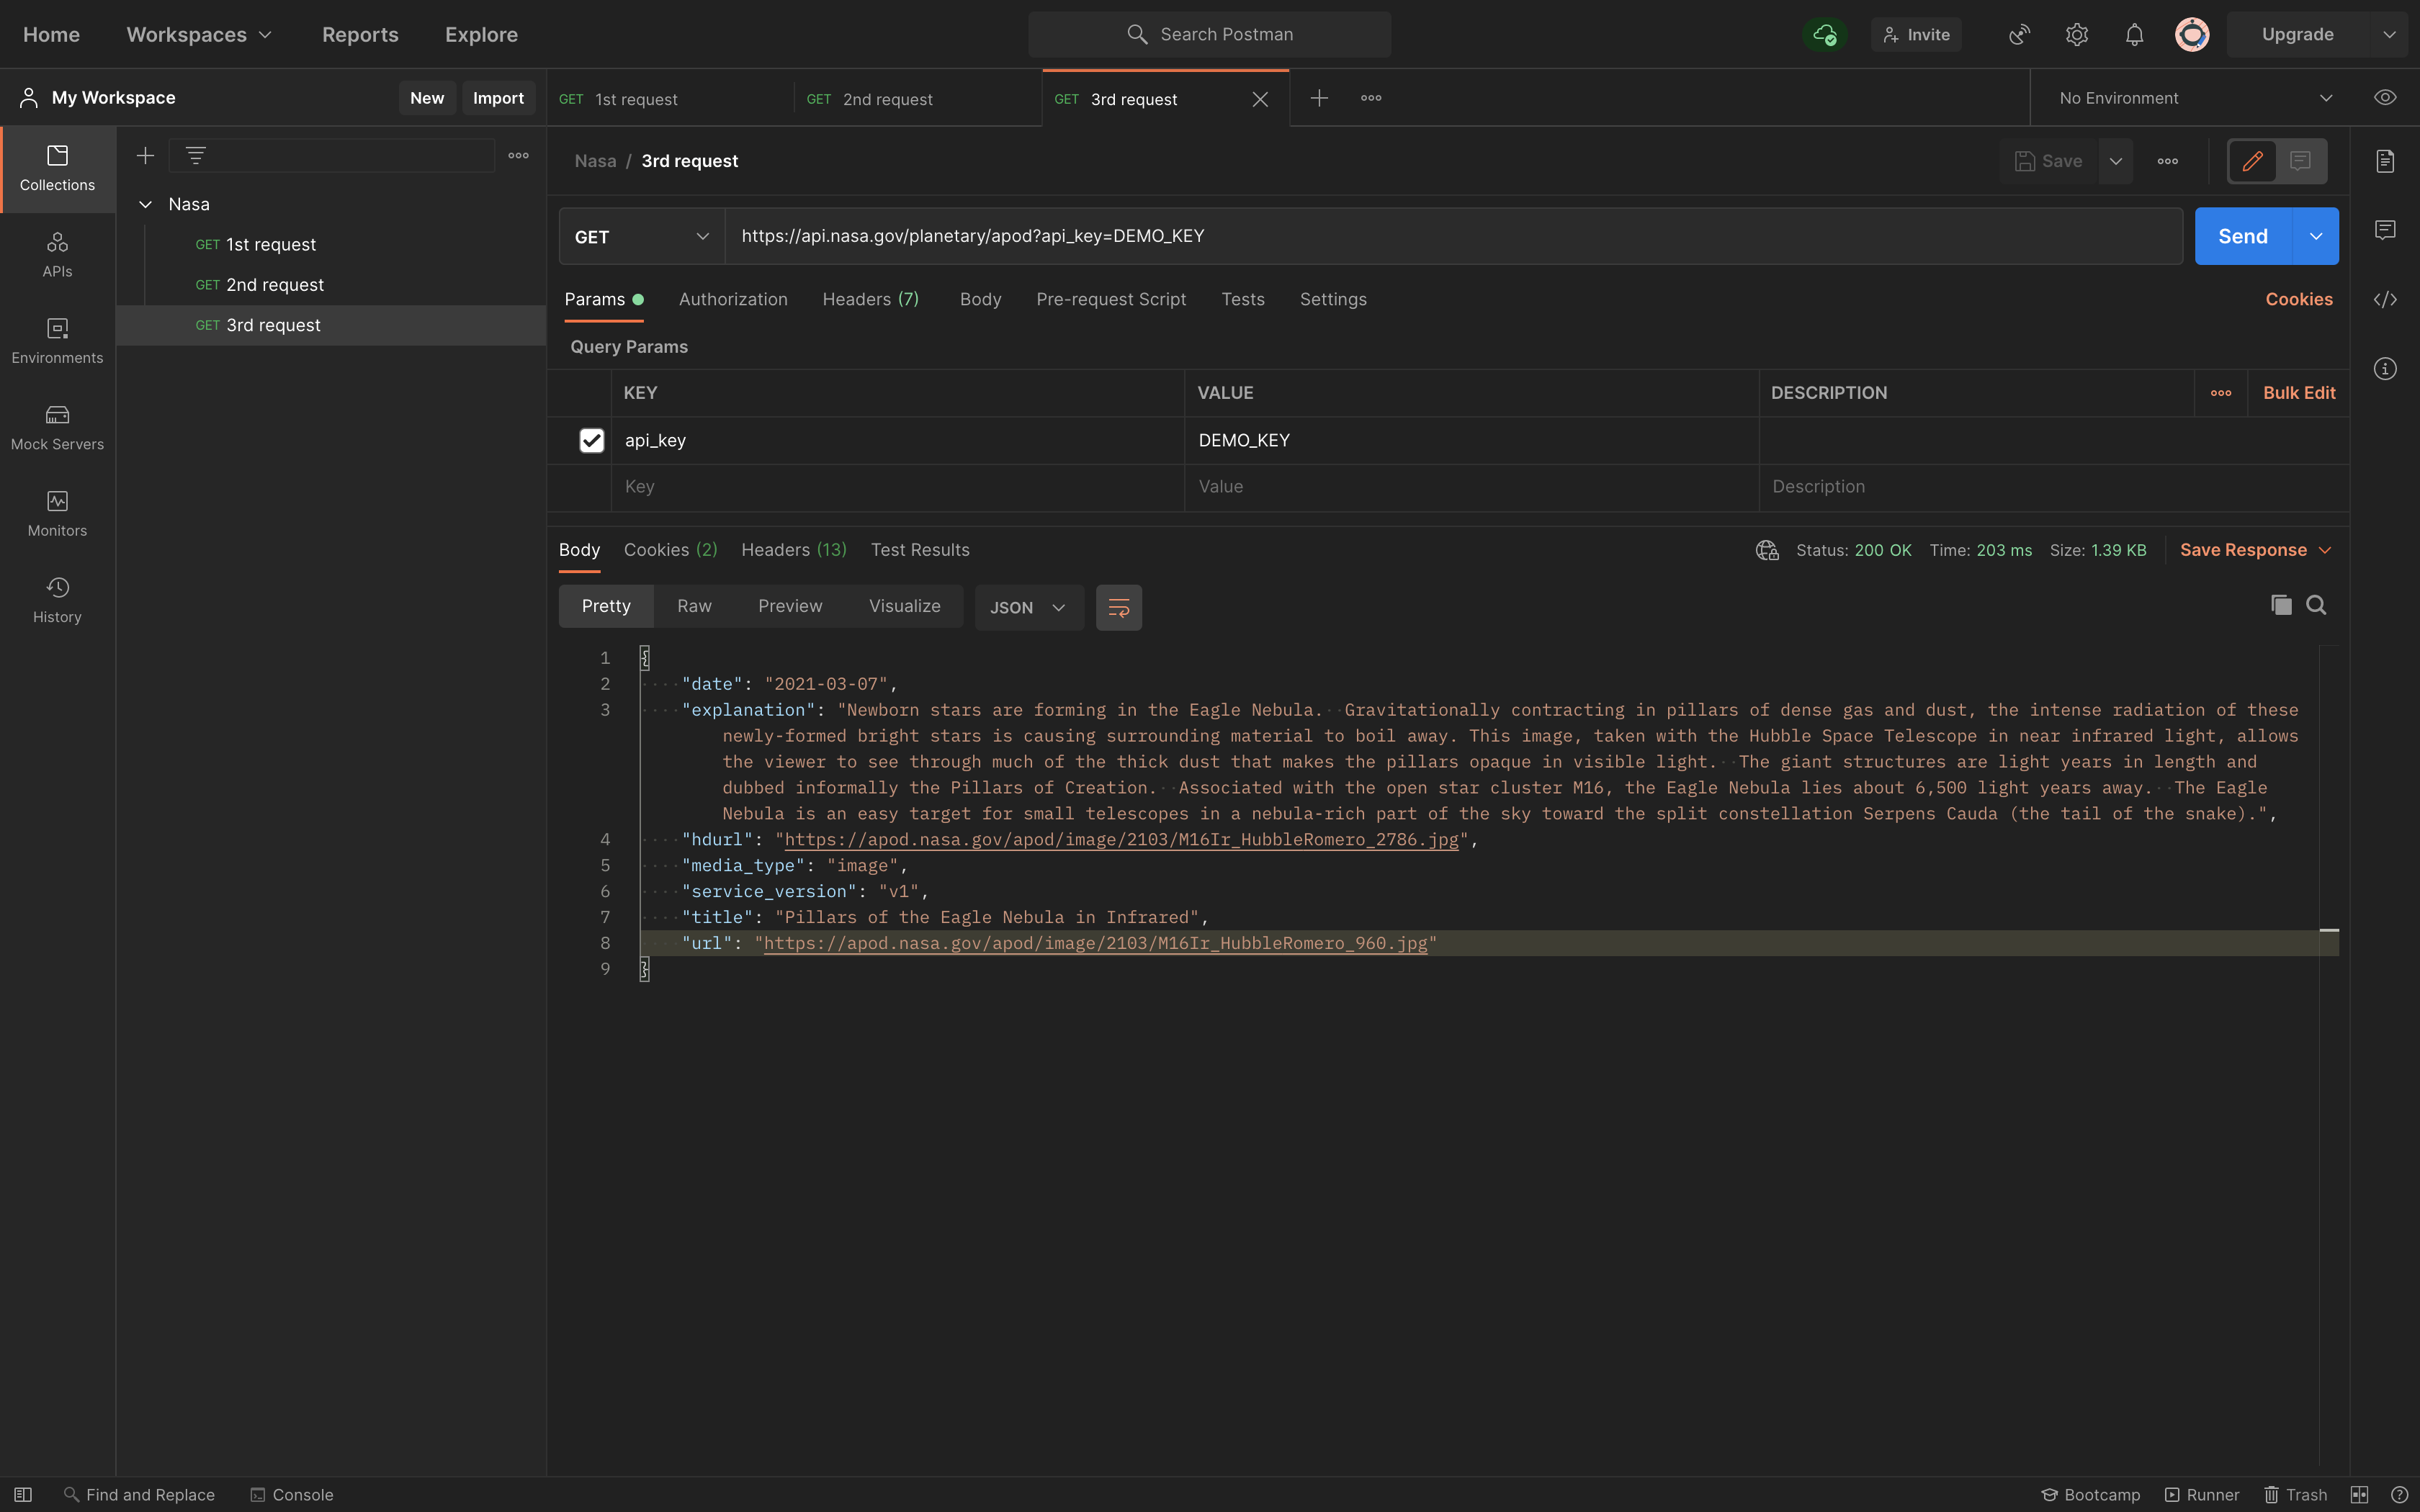 Home Workspaces Reports Explore Search Postman Invite Upgrade
My Workspace New Import GET 1st request GET 2nd request GET 3rd request No Environment
Collections
APIs
Environments
Mock Servers
Monitors
History
Nasa
GET 1st request
GET 2nd request
GET 3rd request
Nasa / 3rd request Save
GET https://api.nasa.gov/planetary/apod?api_key=DEMO_KEY Send
Params Authorization Headers (7) Body Pre-request Script Tests Settings Cookies
Query Params
KEY VALUE DESCRIPTION Bulk Edit
api_key DEMO_KEY
Key Value Description
Body Cookies (2) Headers (13) Test Results Status: 200 OK Time: 203 ms Size: 1.39 KB Save Response
Pretty Raw Preview Visualize JSON
1 {
2 "date": "2021-03-07",
3 "explanation": "Newborn stars are forming in the Eagle Nebula. Gravitationally contracting in pillars of dense gas and dust, the intense radiation of these
newly-formed bright stars is causing surrounding material to boil away. This image, taken with the Hubble Space Telescope in near infrared light, allows
the viewer to see through much of the thick dust that makes the pillars opaque in visible light. The giant structures are light years in length and
dubbed informally the Pillars of Creation. Associated with the open star cluster M16, the Eagle Nebula lies about 6,500 light years away. The Eagle
Nebula is an easy target for small telescopes in a nebula-rich part of the sky toward the split constellation Serpens Cauda (the tail of the snake).",
4 "hdurl": "https://apod.nasa.gov/apod/image/2103/M16Ir_HubbleRomero_2786.jpg",
5 "media_type": "image",
6 "service_version": "v1",
7 "title": "Pillars of the Eagle Nebula in Infrared",
8 "url": "https://apod.nasa.gov/apod/image/2103/M16Ir_HubbleRomero_960.jpg"
9 }
Find and Replace Console Bootcamp Runner Trash